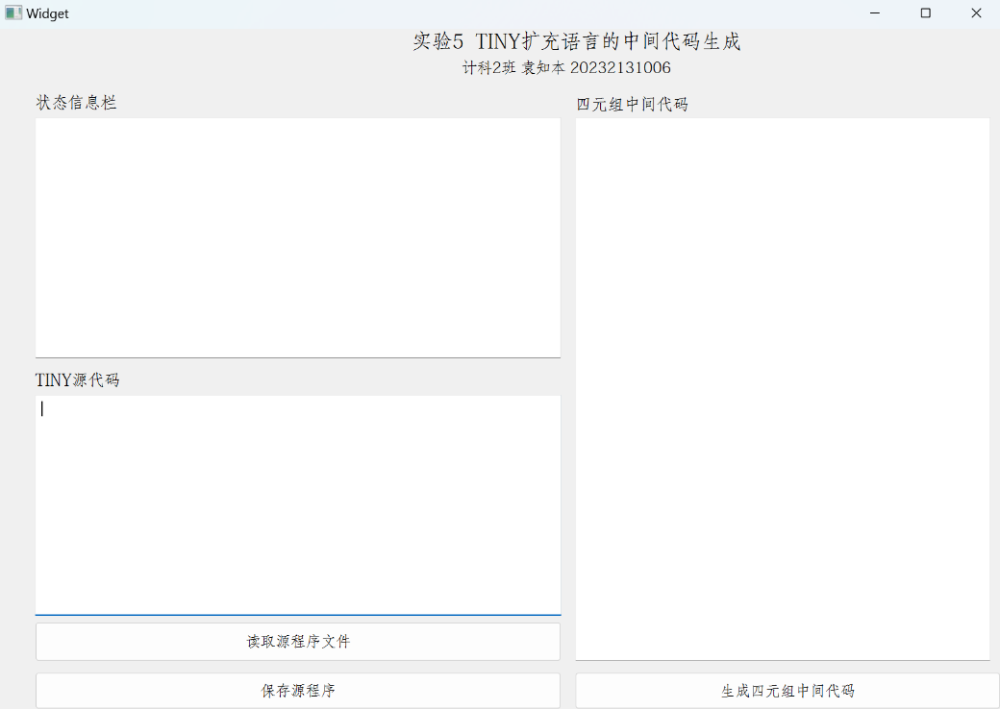 Widget
实验5 TINY扩充语言的中间代码生成
计科2班 袁知本 20232131006
状态信息栏
四元组中间代码
TINY源代码
读取源程序文件
保存源程序
生成四元组中间代码